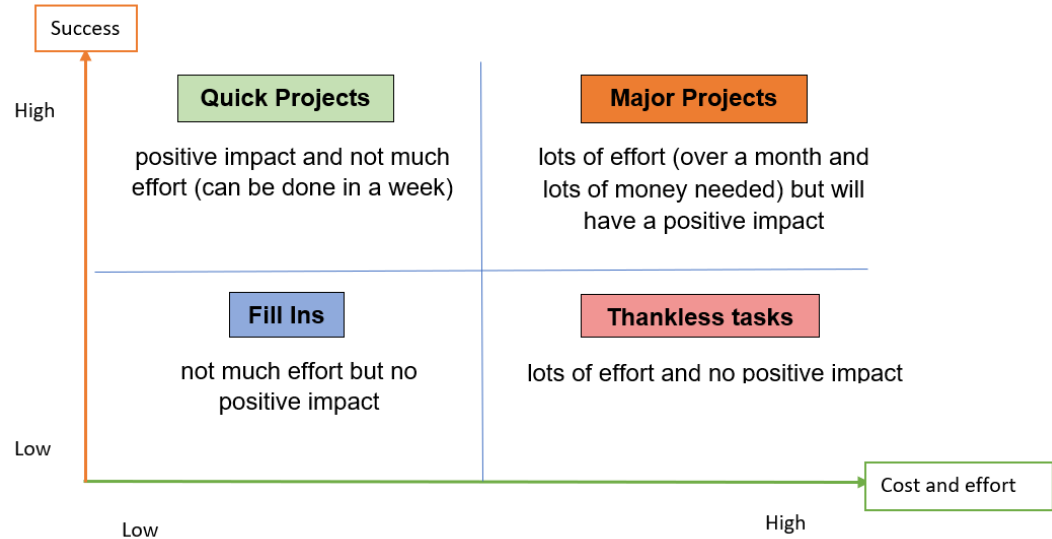 Success
High
Quick Projects
positive impact and not much
effort (can be done in a week)
Major Projects
lots of effort (over a month and
lots of money needed) but will
have a positive impact
Fill Ins
not much effort but no
positive impact
Thankless tasks
lots of effort and no positive impact
Low
Cost and effort
Low
High